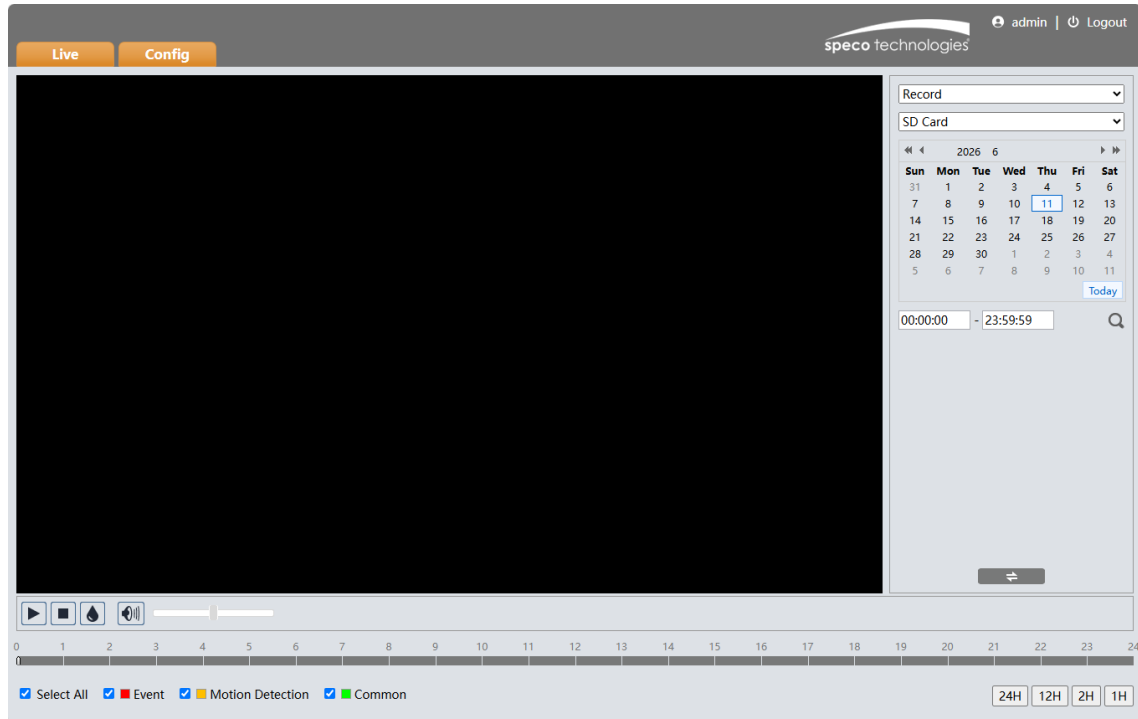 admin | Logout
speco technologies
Live Config
Record
SD Card
2026 6
Sun Mon Tue Wed Thu Fri Sat
31 1 2 3 4 5 6
7 8 9 10 11 12 13
14 15 16 17 18 19 20
21 22 23 24 25 26 27
28 29 30 1 2 3 4
5 6 7 8 9 10 11
Today
00:00:00 - 23:59:59
0 1 2 3 4 5 6 7 8 9 10 11 12 13 14 15 16 17 18 19 20 21 22 23 24
Select All Event Motion Detection Common
24H 12H 2H 1H